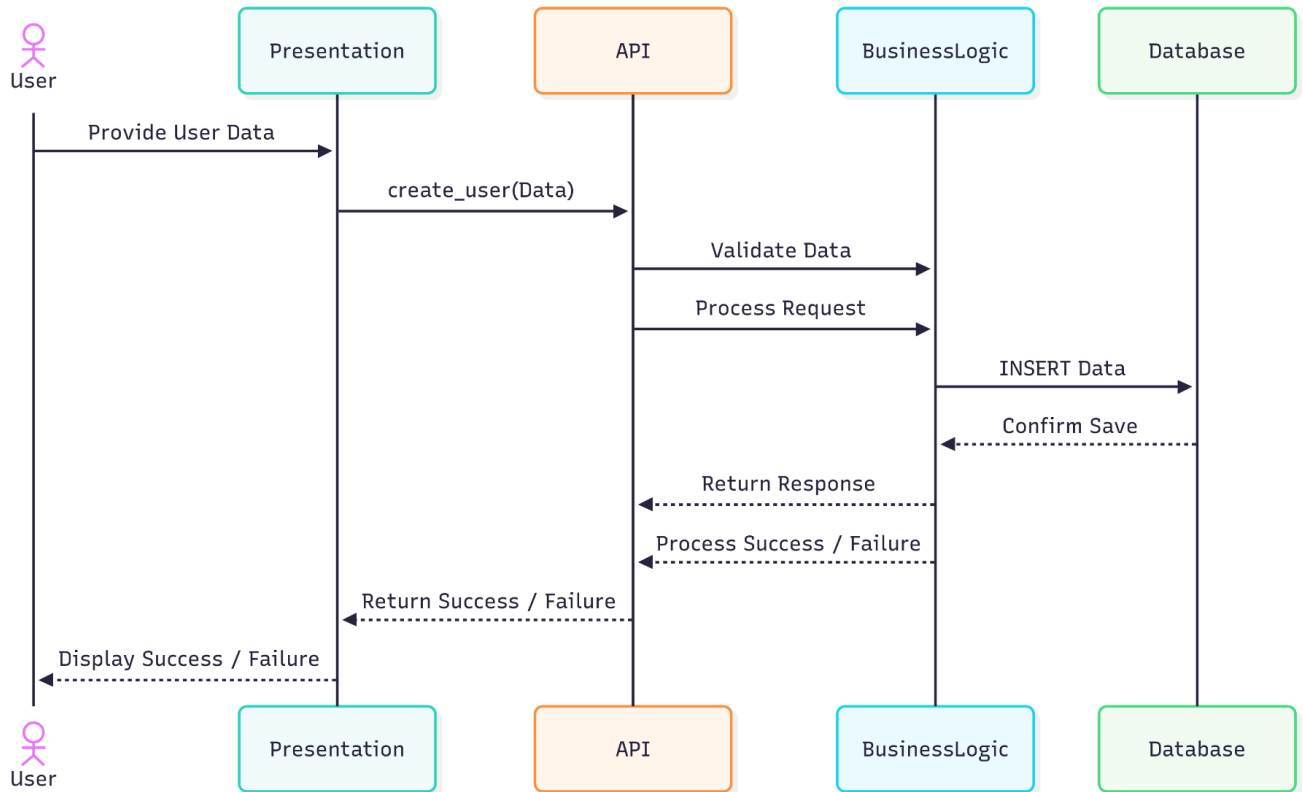 User
Presentation
API
BusinessLogic
Database
Provide User Data
create_user(Data)
Validate Data
Process Request
INSERT Data
Confirm Save
Return Response
Process Success / Failure
Return Success / Failure
Display Success / Failure
User
Presentation
API
BusinessLogic
Database